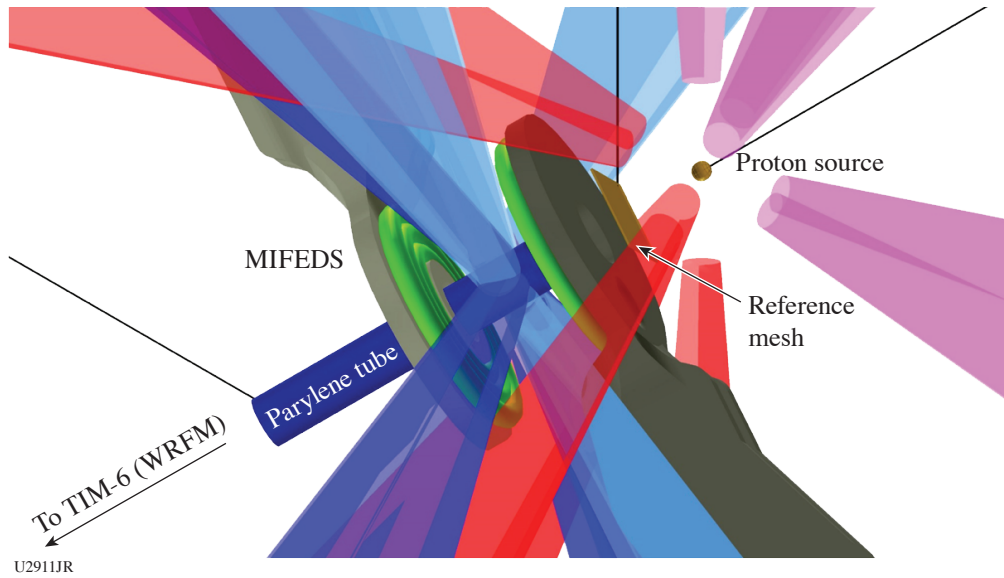 Proton source
MIFEDS
Reference
mesh
Parylene tube
To TIM-6 (WRFM)
U2911JR